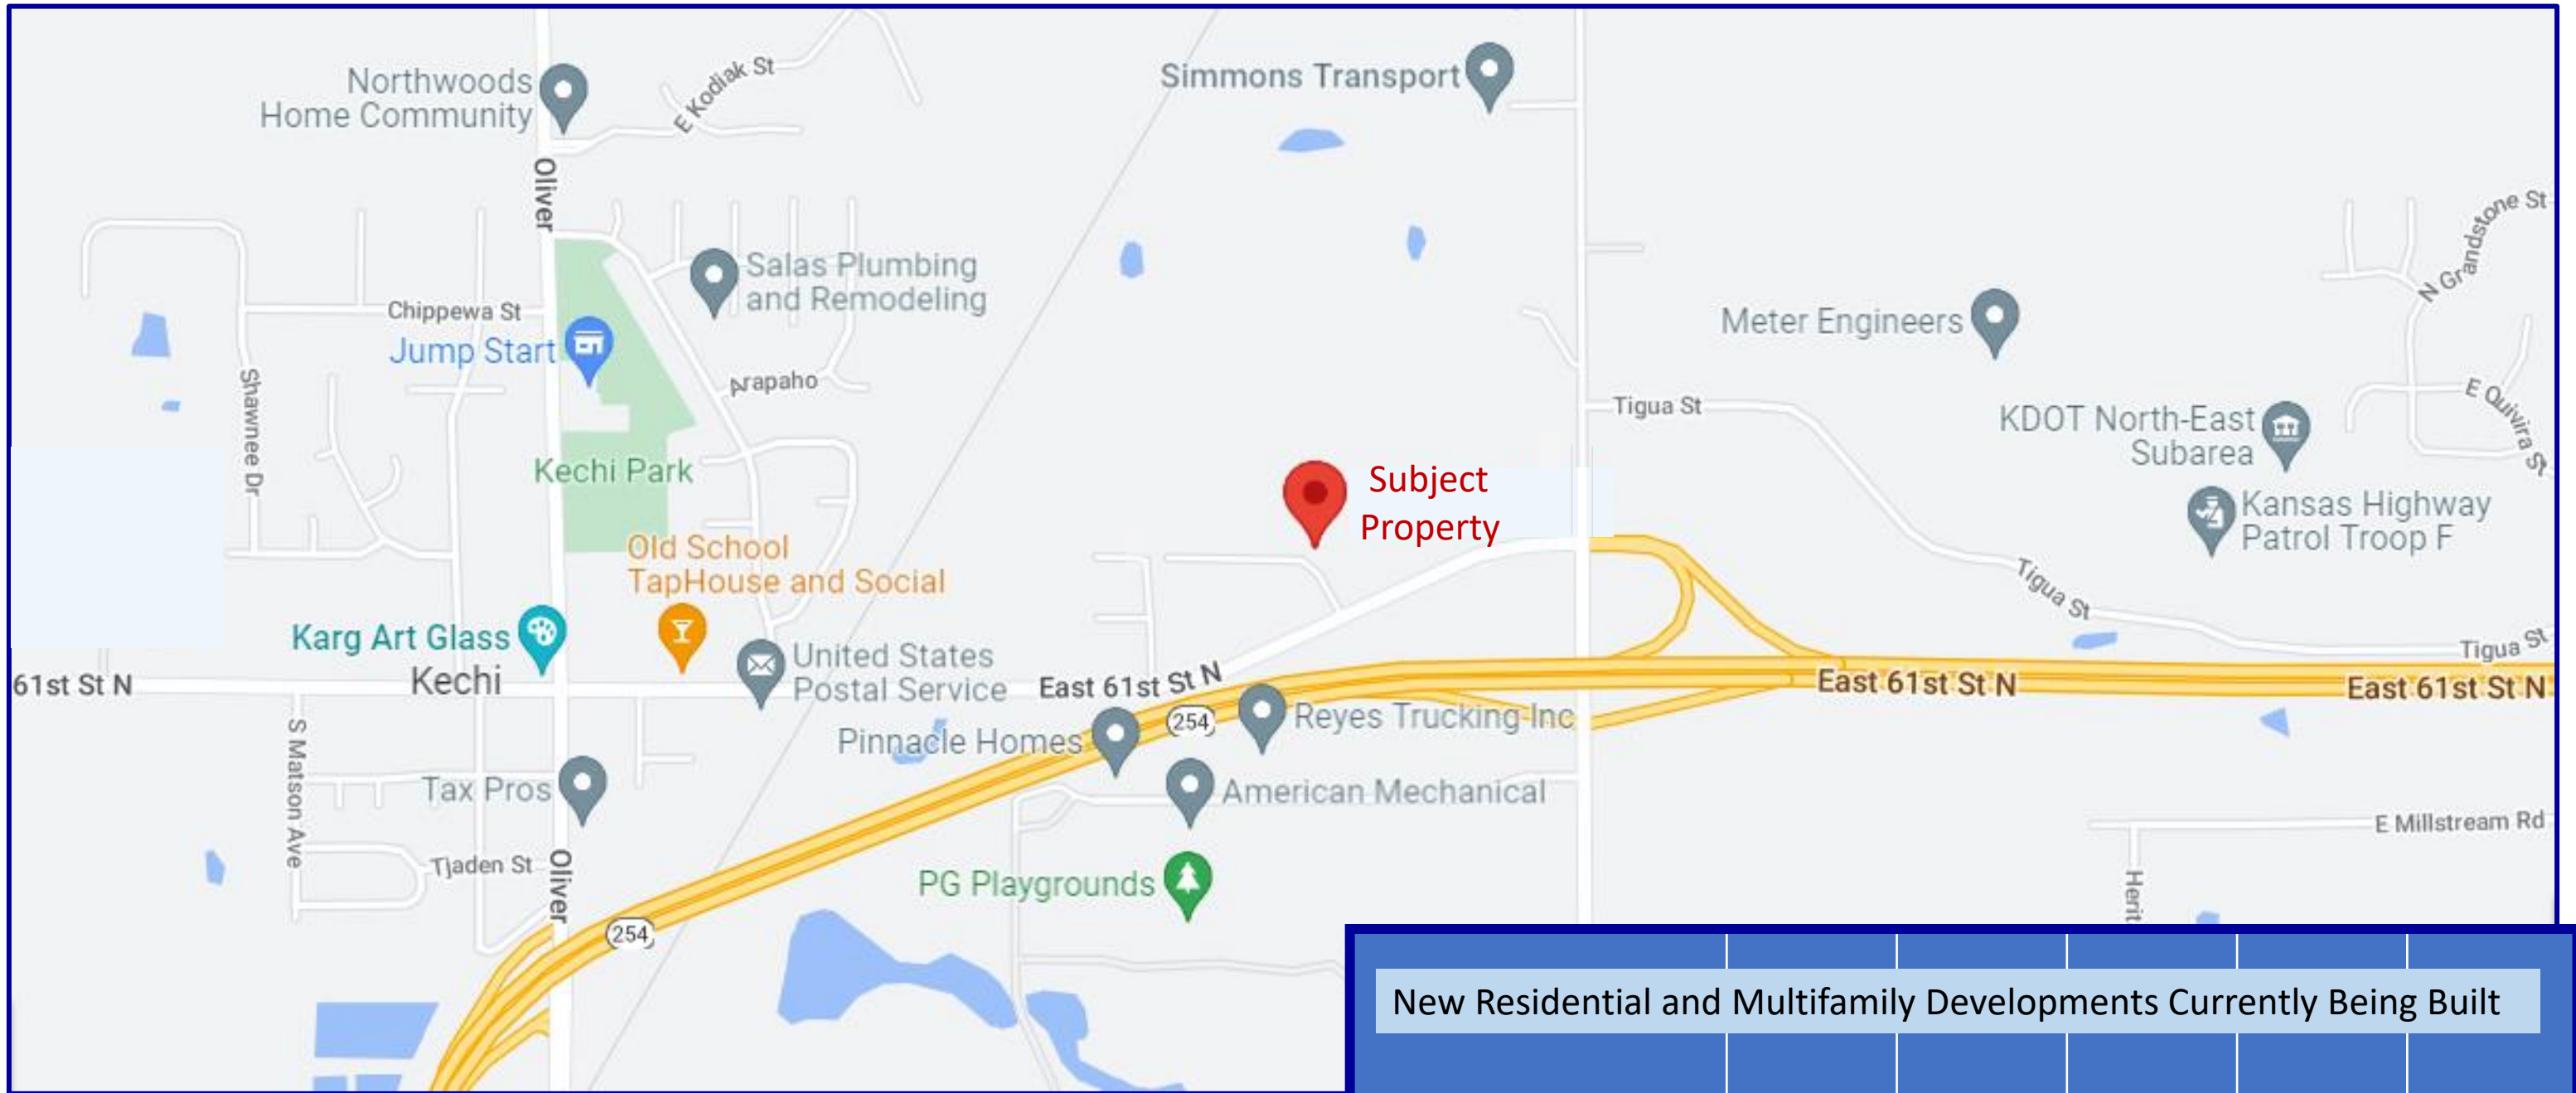 Northwoods
Home Community
E Kodiak St
Simmons Transport
Oliver
N Grandstone St
Salas Plumbing
and Remodeling
Chippewa St
Jump Start
Meter Engineers
Shawnee Dr
Arapaho
Tigua St
E Quivira St
KDOT North-East
Subarea
Kechi Park
Subject
Property
Kansas Highway
Patrol Troop F
Old School
TapHouse and Social
Tigua St
Karg Art Glass
Kechi
United States
Postal Service
Tigua St
61st St N
East 61st St N
East 61st St N
East 61st St N
254
Reyes Trucking Inc
Pinnacle Homes
S Matson Ave
Tax Pros
American Mechanical
E Millstream Rd
Tjaden St
Oliver
PG Playgrounds
Herit
254
New Residential and Multifamily Developments Currently Being Built